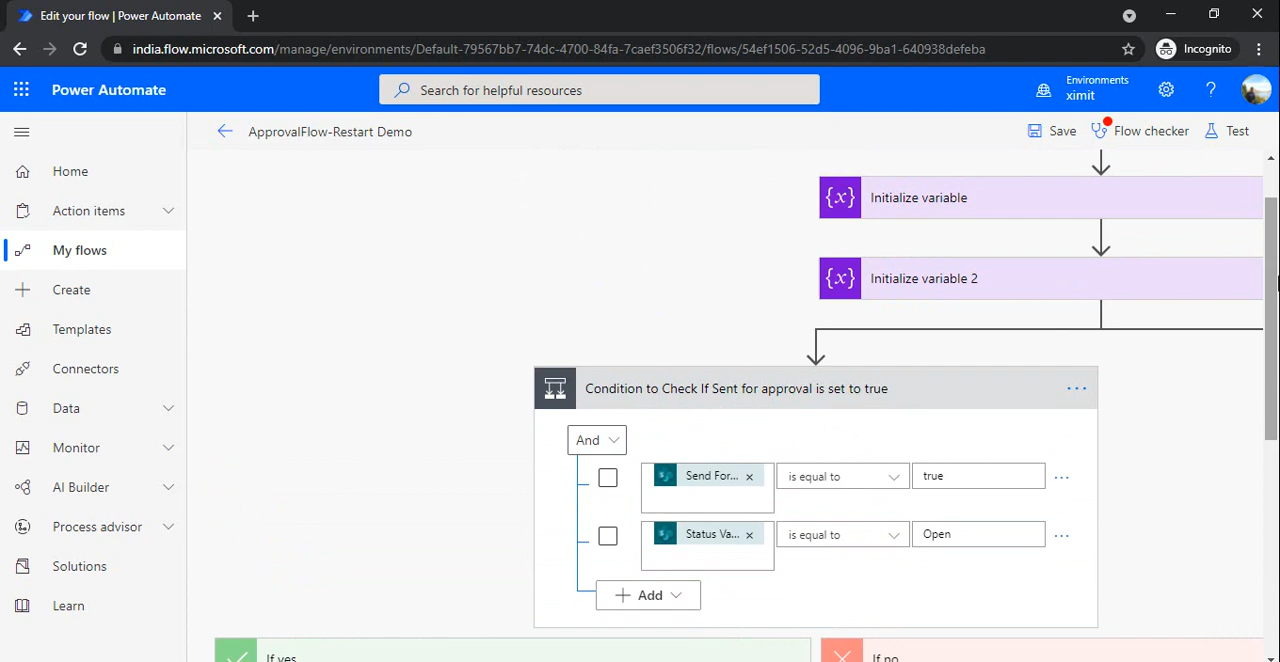 Edit your flow | Power Automate
india.flow.microsoft.com/manage/environments/Default-79567bb7-74dc-4700-84fa-7caef3506f32/flows/54ef1506-52d5-4096-9ba1-640938defeba
Incognito
Power Automate
Search for helpful resources
Environments
ximit
ApprovalFlow-Restart Demo
Save
Flow checker
Test
Home
Action items
My flows
Create
Templates
Connectors
Data
Monitor
AI Builder
Process advisor
Solutions
Learn
{x} Initialize variable
{x} Initialize variable 2
Condition to Check If Sent for approval is set to true
And
Send For... is equal to true
Status Va... is equal to Open
Add
If yes
If no